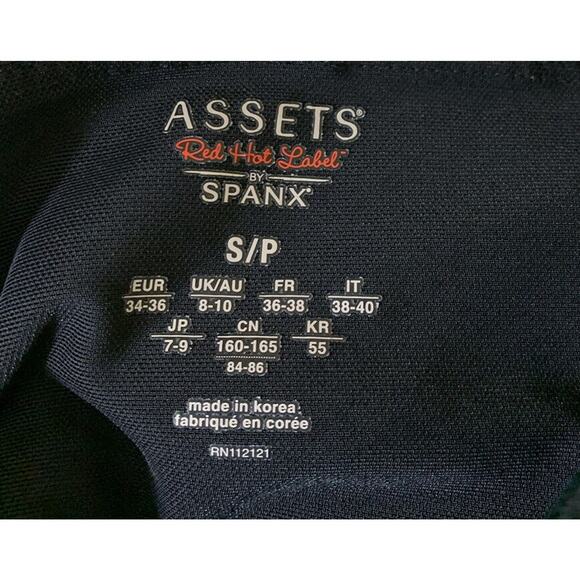 ASSETS®
Red Hot Label™
BY
SPANX®
S/P
EUR UK/AU FR IT
34-36 8-10 36-38 38-40
JP CN KR
7-9 160-165 55
84-86
made in korea
fabriqué en corée
RN112121